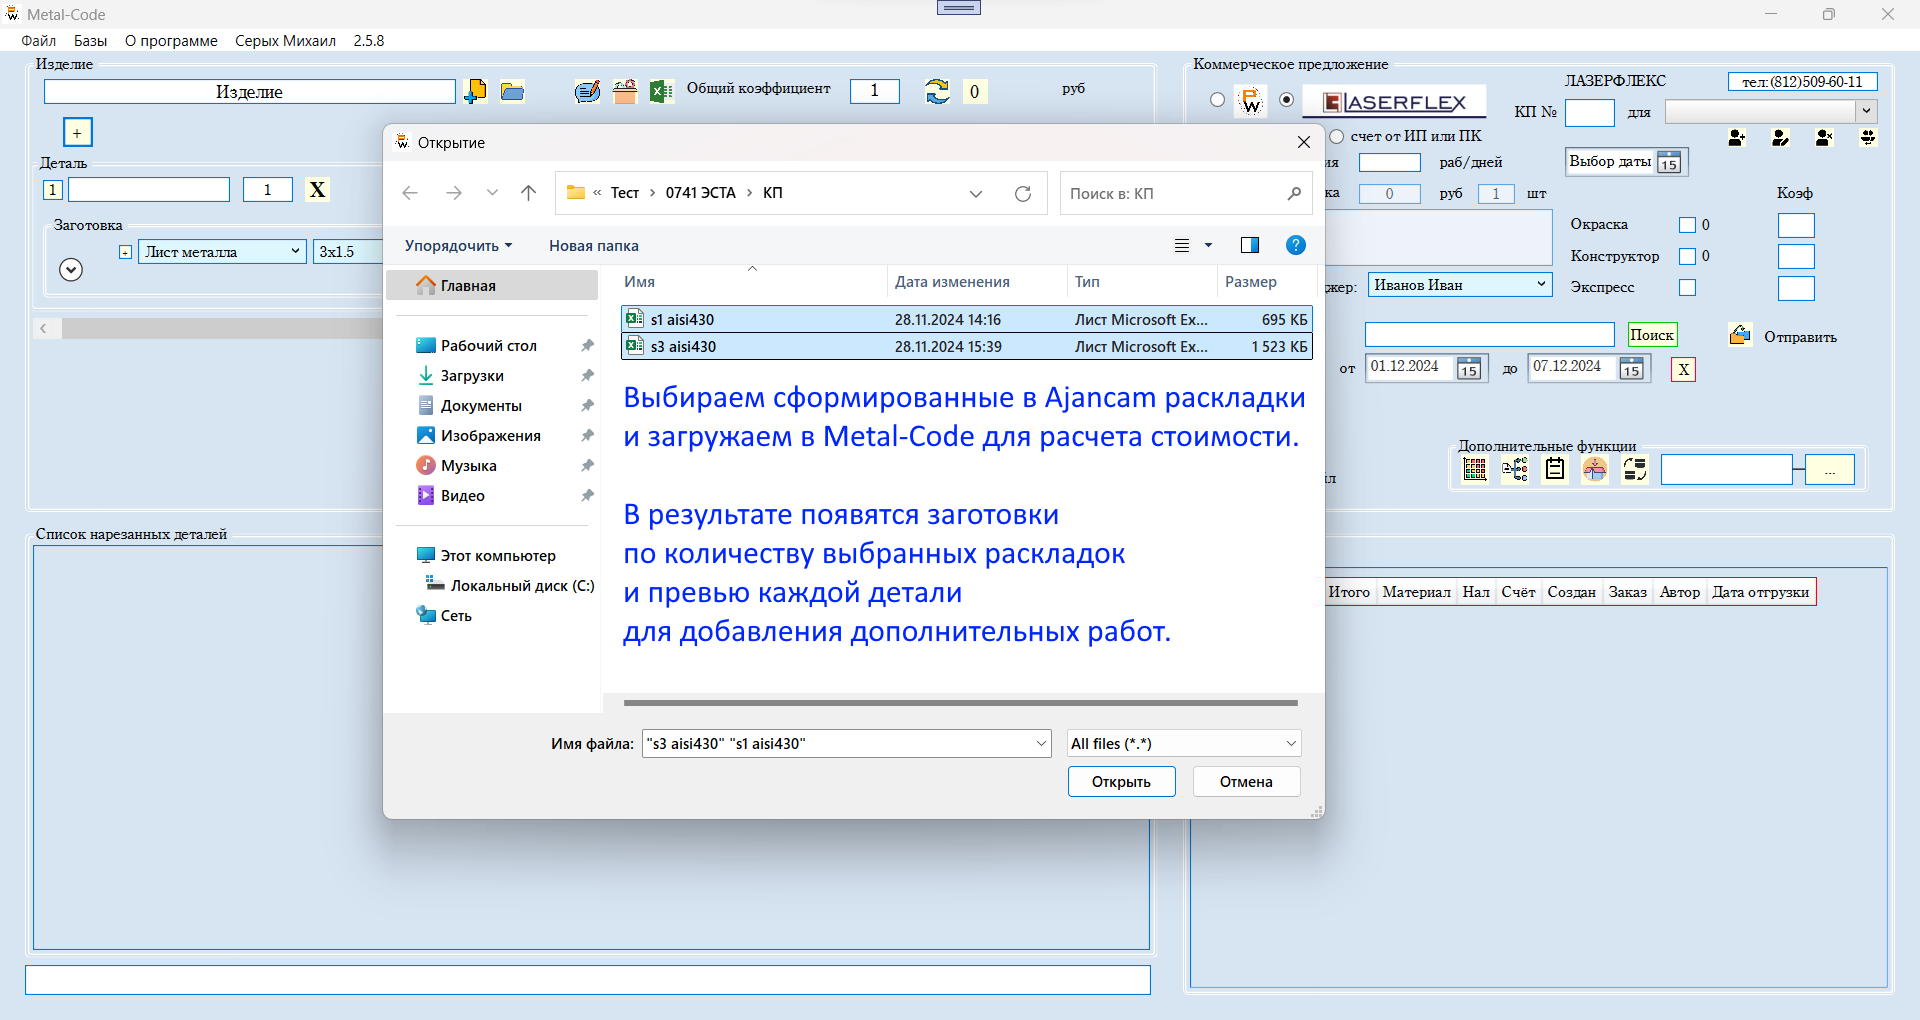 Metal-Code
Файл Базы О программе Серых Михаил 2.5.8
Изделие
Изделие
Общий коэффициент 1 0 руб
+
Деталь
1 1 X
Заготовка
+ Лист металла 3x1.5
Список нарезанных деталей
Открытие
« Тест > 0741 ЭСТА > КП
Поиск в: КП
Упорядочить Новая папка ?
Главная
Рабочий стол
Загрузки
Документы
Изображения
Музыка
Видео
Этот компьютер
Локальный диск (C:)
Сеть
Имя Дата изменения Тип Размер
s1 aisi430 28.11.2024 14:16 Лист Microsoft Ex... 695 КБ
s3 aisi430 28.11.2024 15:39 Лист Microsoft Ex... 1 523 КБ
Выбираем сформированные в Ajancam раскладки
и загружаем в Metal-Code для расчета стоимости.
В результате появятся заготовки
по количеству выбранных раскладок
и превью каждой детали
для добавления дополнительных работ.
Имя файла: "s3 aisi430" "s1 aisi430" All files (*.*)
Открыть Отмена
Коммерческое предложение
PW LASERFLEX
ЛАЗЕРФЛЕКС тел:(812)509-60-11
КП № для
счет от ИП или ПК
раб/дней
Выбор даты 15
0 руб 1 шт
Коэф
Окраска 0
Конструктор 0
Экспресс
жер: Иванов Иван
Поиск
Отправить
от 01.12.2024 15 до 07.12.2024 15 X
Дополнительные функции
...
Итого Материал Нал Счёт Создан Заказ Автор Дата отгрузки